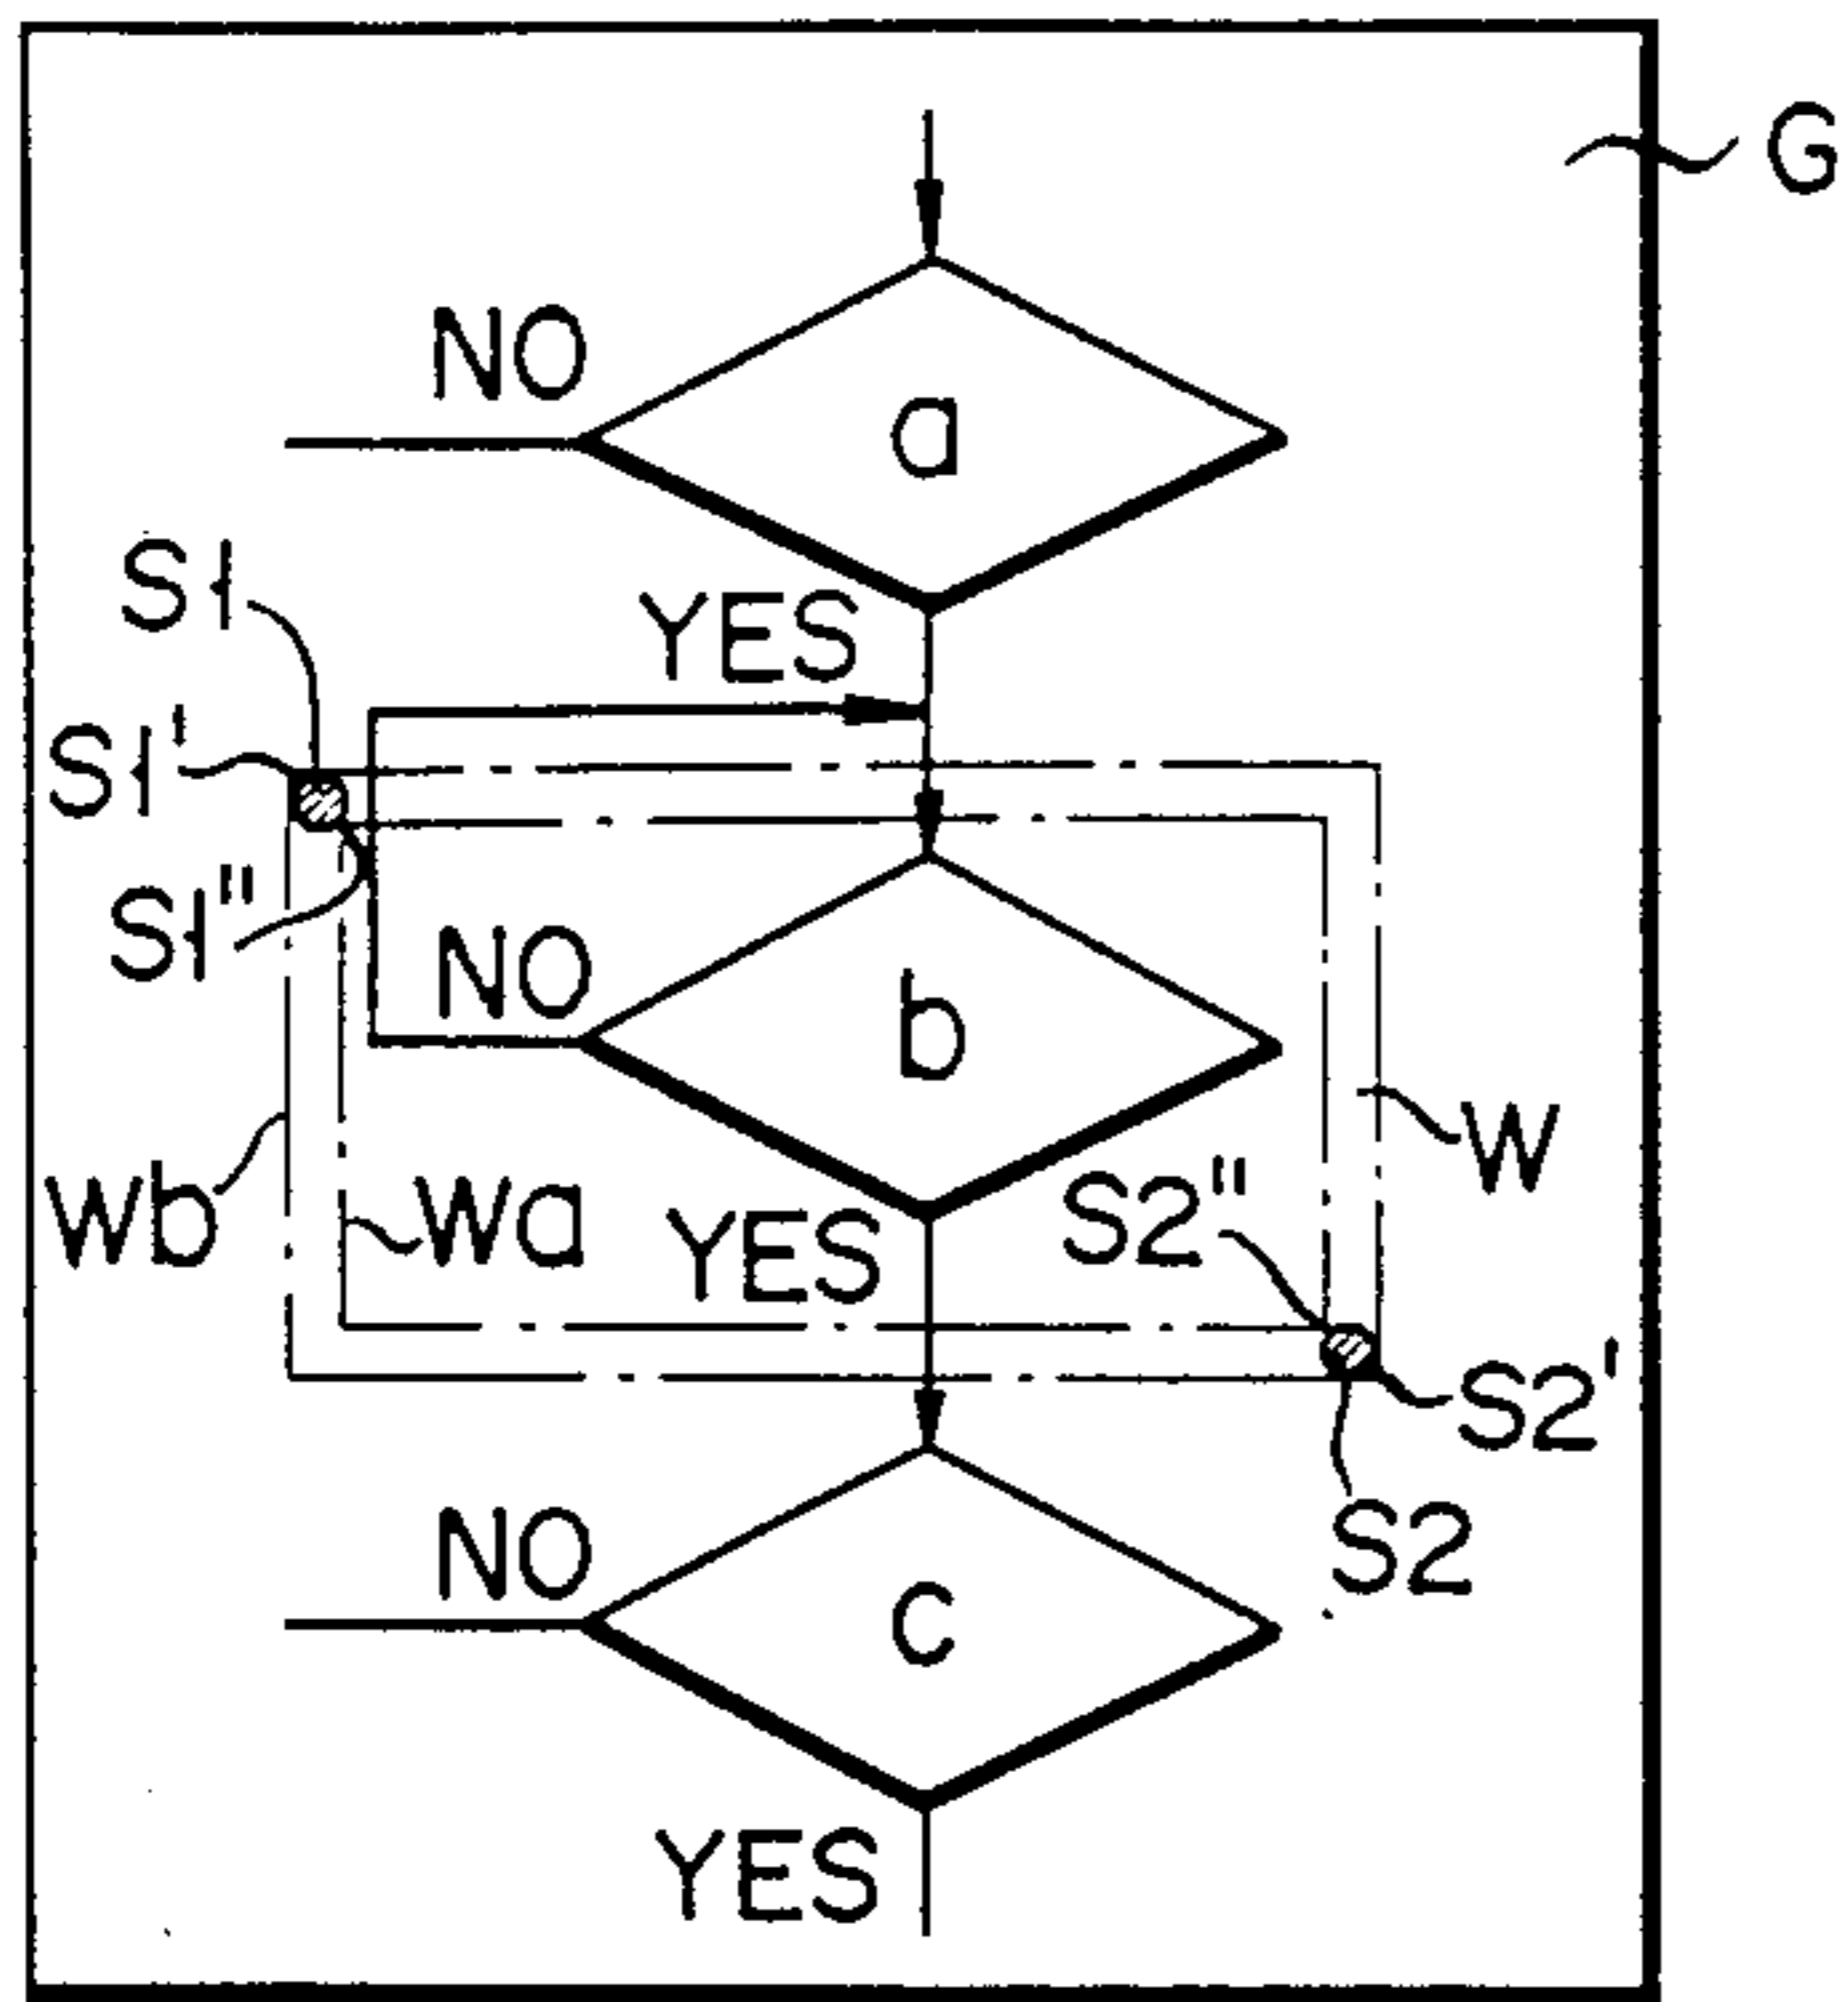 G
NO
a
S1
YES
S1'
S1"
NO
b
W
Wb
Wa
YES
S2"
S2'
NO
C
S2
YES